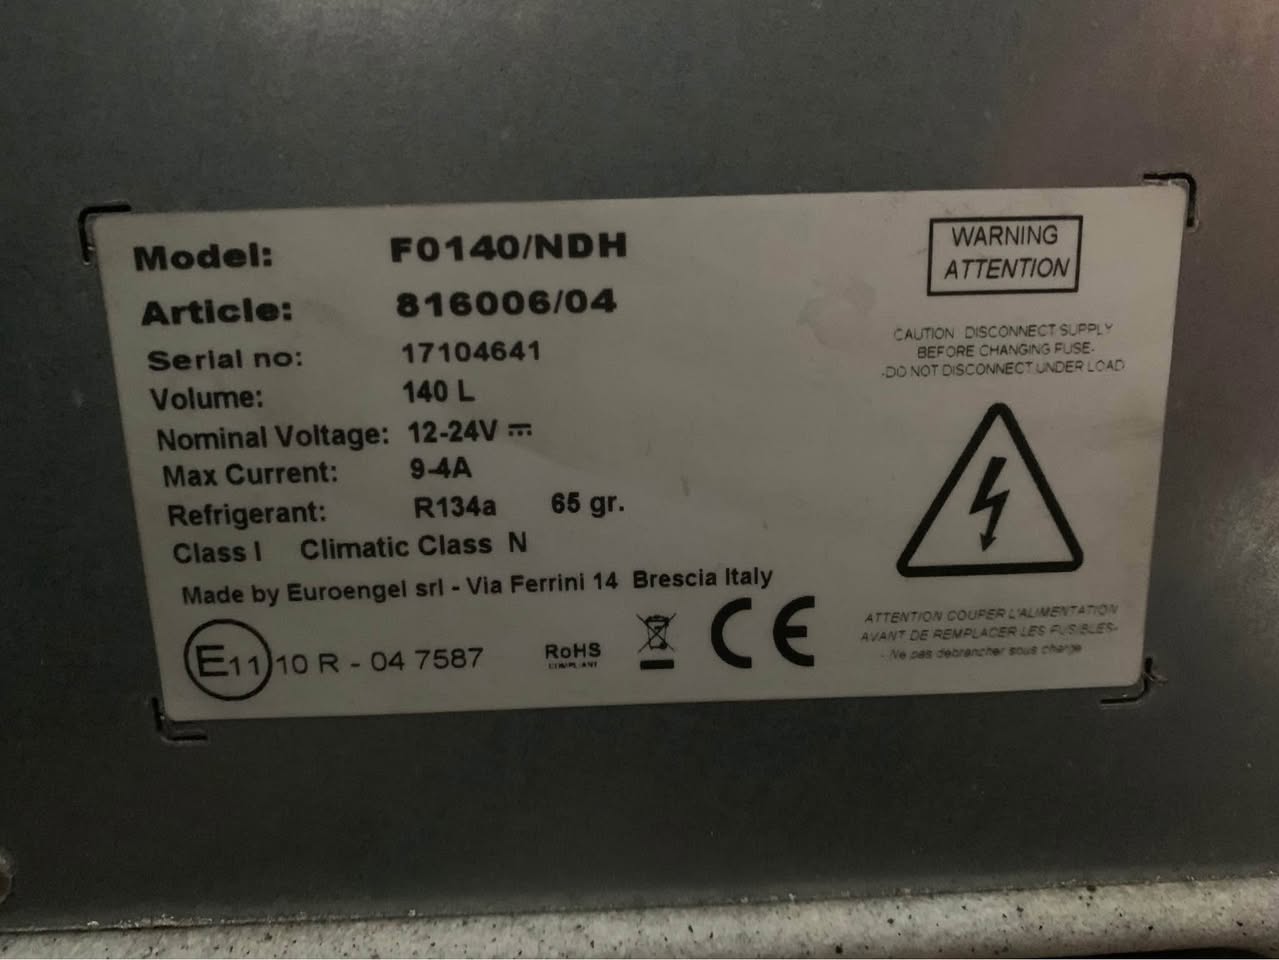 Model: F0140/NDH
Article: 816006/04
Serial no: 17104641
Volume: 140 L
Nominal Voltage: 12-24V
Max Current: 9-4A
Refrigerant: R134a 65 gr.
Class I Climatic Class N
Made by Euroengel srl - Via Ferrini 14 Brescia Italy
E11 10 R - 04 7587
RoHS
COMPLIANT
CE
WARNING
ATTENTION
CAUTION DISCONNECT SUPPLY
BEFORE CHANGING FUSE-
-DO NOT DISCONNECT UNDER LOAD
ATTENTION COUPER L'ALIMENTATION
AVANT DE REMPLACER LES FUSIBLES-
- Ne pas debrancher sous charge